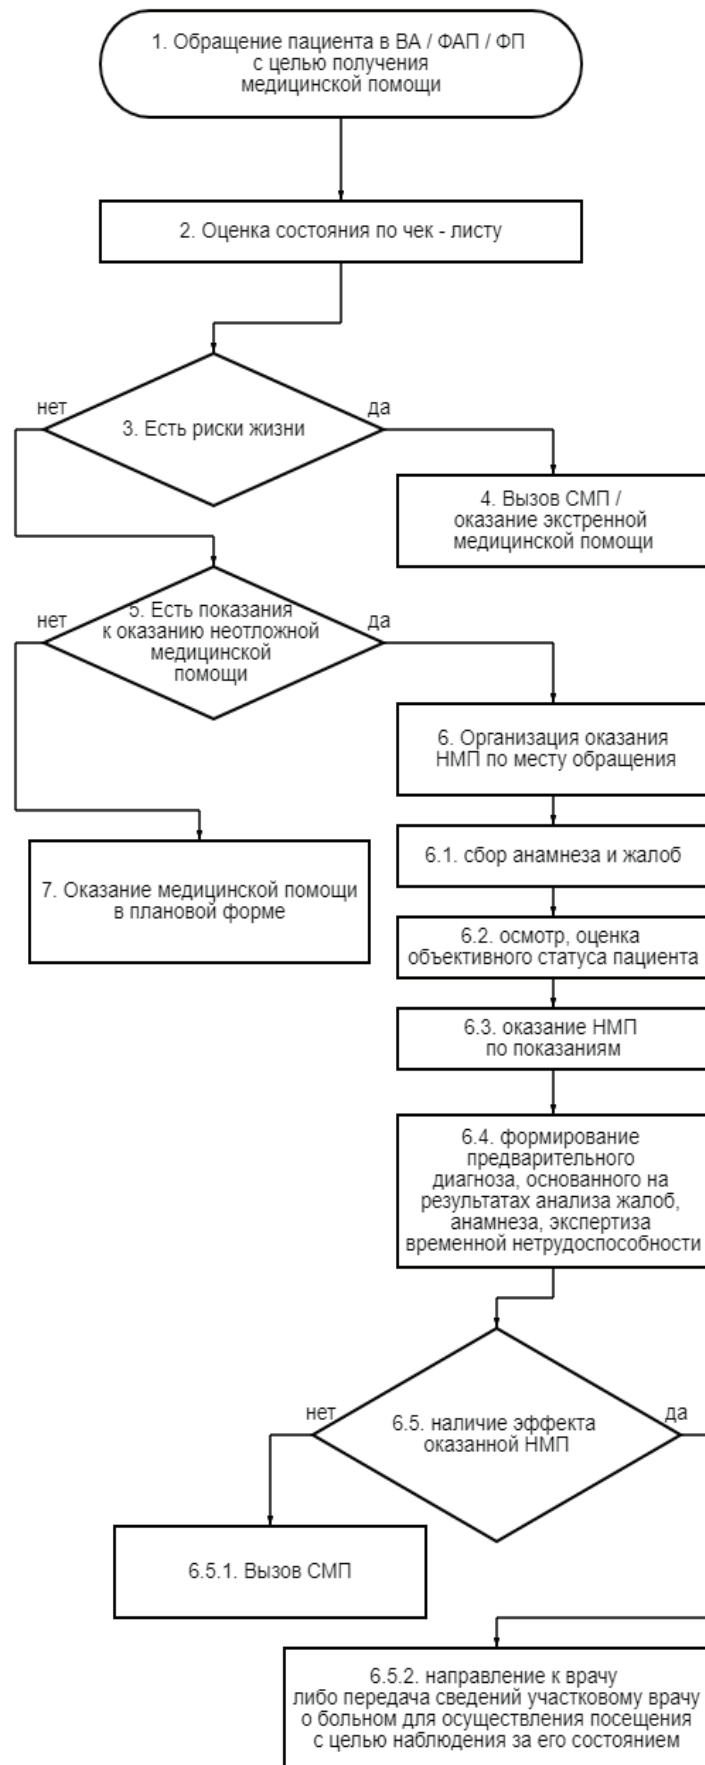 1. Обращение пациента в ВА / ФАП / ФП
с целью получения
медицинской помощи
2. Оценка состояния по чек - листу
нет
да
3. Есть риски жизни
4. Вызов СМП /
оказание экстренной
медицинской помощи
нет
да
5. Есть показания
к оказанию неотложной
медицинской
помощи
6. Организация оказания
НМП по месту обращения
6.1. сбор анамнеза и жалоб
7. Оказание медицинской помощи
в плановой форме
6.2. осмотр, оценка
объективного статуса пациента
6.3. оказание НМП
по показаниям
6.4. формирование
предварительного
диагноза, основанного на
результатах анализа жалоб,
анамнеза, экспертиза
временной нетрудоспособности
нет
да
6.5. наличие эффекта
оказанной НМП
6.5.1. Вызов СМП
6.5.2. направление к врачу
либо передача сведений участковому врачу
о больном для осуществления посещения
с целью наблюдения за его состоянием